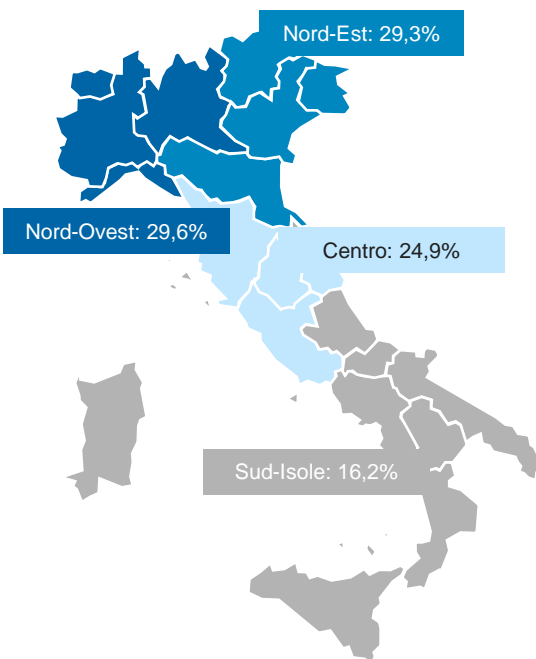 Nord-Est: 29,3%
Nord-Ovest: 29,6%
Centro: 24,9%
Sud-Isole: 16,2%